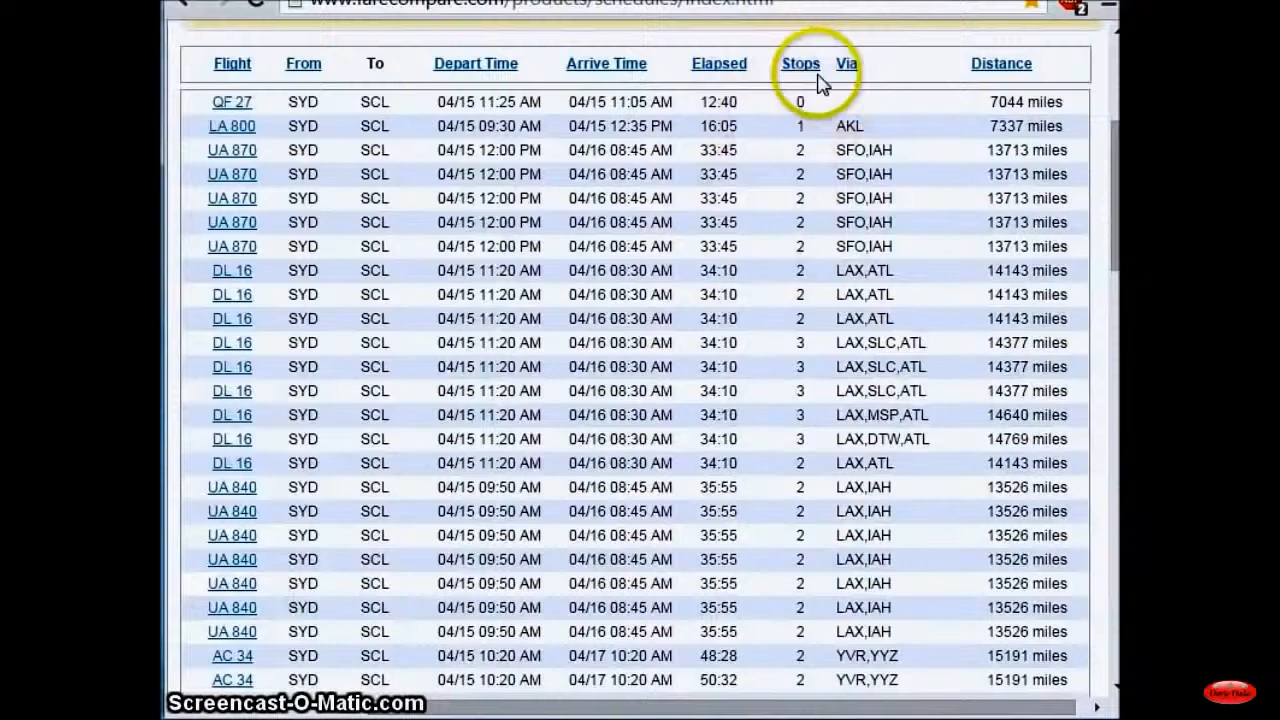 www.farecompare.com/products/schedules/index.html
2
Flight From To Depart Time Arrive Time Elapsed Stops Via Distance
QF 27 SYD SCL 04/15 11:25 AM 04/15 11:05 AM 12:40 0 7044 miles
LA 800 SYD SCL 04/15 09:30 AM 04/15 12:35 PM 16:05 1 AKL 7337 miles
UA 870 SYD SCL 04/15 12:00 PM 04/16 08:45 AM 33:45 2 SFO,IAH 13713 miles
UA 870 SYD SCL 04/15 12:00 PM 04/16 08:45 AM 33:45 2 SFO,IAH 13713 miles
UA 870 SYD SCL 04/15 12:00 PM 04/16 08:45 AM 33:45 2 SFO,IAH 13713 miles
UA 870 SYD SCL 04/15 12:00 PM 04/16 08:45 AM 33:45 2 SFO,IAH 13713 miles
UA 870 SYD SCL 04/15 12:00 PM 04/16 08:45 AM 33:45 2 SFO,IAH 13713 miles
DL 16 SYD SCL 04/15 11:20 AM 04/16 08:30 AM 34:10 2 LAX,ATL 14143 miles
DL 16 SYD SCL 04/15 11:20 AM 04/16 08:30 AM 34:10 2 LAX,ATL 14143 miles
DL 16 SYD SCL 04/15 11:20 AM 04/16 08:30 AM 34:10 2 LAX,ATL 14143 miles
DL 16 SYD SCL 04/15 11:20 AM 04/16 08:30 AM 34:10 3 LAX,SLC,ATL 14377 miles
DL 16 SYD SCL 04/15 11:20 AM 04/16 08:30 AM 34:10 3 LAX,SLC,ATL 14377 miles
DL 16 SYD SCL 04/15 11:20 AM 04/16 08:30 AM 34:10 3 LAX,SLC,ATL 14377 miles
DL 16 SYD SCL 04/15 11:20 AM 04/16 08:30 AM 34:10 3 LAX,MSP,ATL 14640 miles
DL 16 SYD SCL 04/15 11:20 AM 04/16 08:30 AM 34:10 3 LAX,DTW,ATL 14769 miles
DL 16 SYD SCL 04/15 11:20 AM 04/16 08:30 AM 34:10 2 LAX,ATL 14143 miles
UA 840 SYD SCL 04/15 09:50 AM 04/16 08:45 AM 35:55 2 LAX,IAH 13526 miles
UA 840 SYD SCL 04/15 09:50 AM 04/16 08:45 AM 35:55 2 LAX,IAH 13526 miles
UA 840 SYD SCL 04/15 09:50 AM 04/16 08:45 AM 35:55 2 LAX,IAH 13526 miles
UA 840 SYD SCL 04/15 09:50 AM 04/16 08:45 AM 35:55 2 LAX,IAH 13526 miles
UA 840 SYD SCL 04/15 09:50 AM 04/16 08:45 AM 35:55 2 LAX,IAH 13526 miles
UA 840 SYD SCL 04/15 09:50 AM 04/16 08:45 AM 35:55 2 LAX,IAH 13526 miles
UA 840 SYD SCL 04/15 09:50 AM 04/16 08:45 AM 35:55 2 LAX,IAH 13526 miles
AC 34 SYD SCL 04/15 10:20 AM 04/17 10:20 AM 48:28 2 YVR,YYZ 15191 miles
AC 34 SYD SCL 04/15 10:20 AM 04/17 10:20 AM 50:32 2 YVR,YYZ 15191 miles
Screencast-O-Matic.com